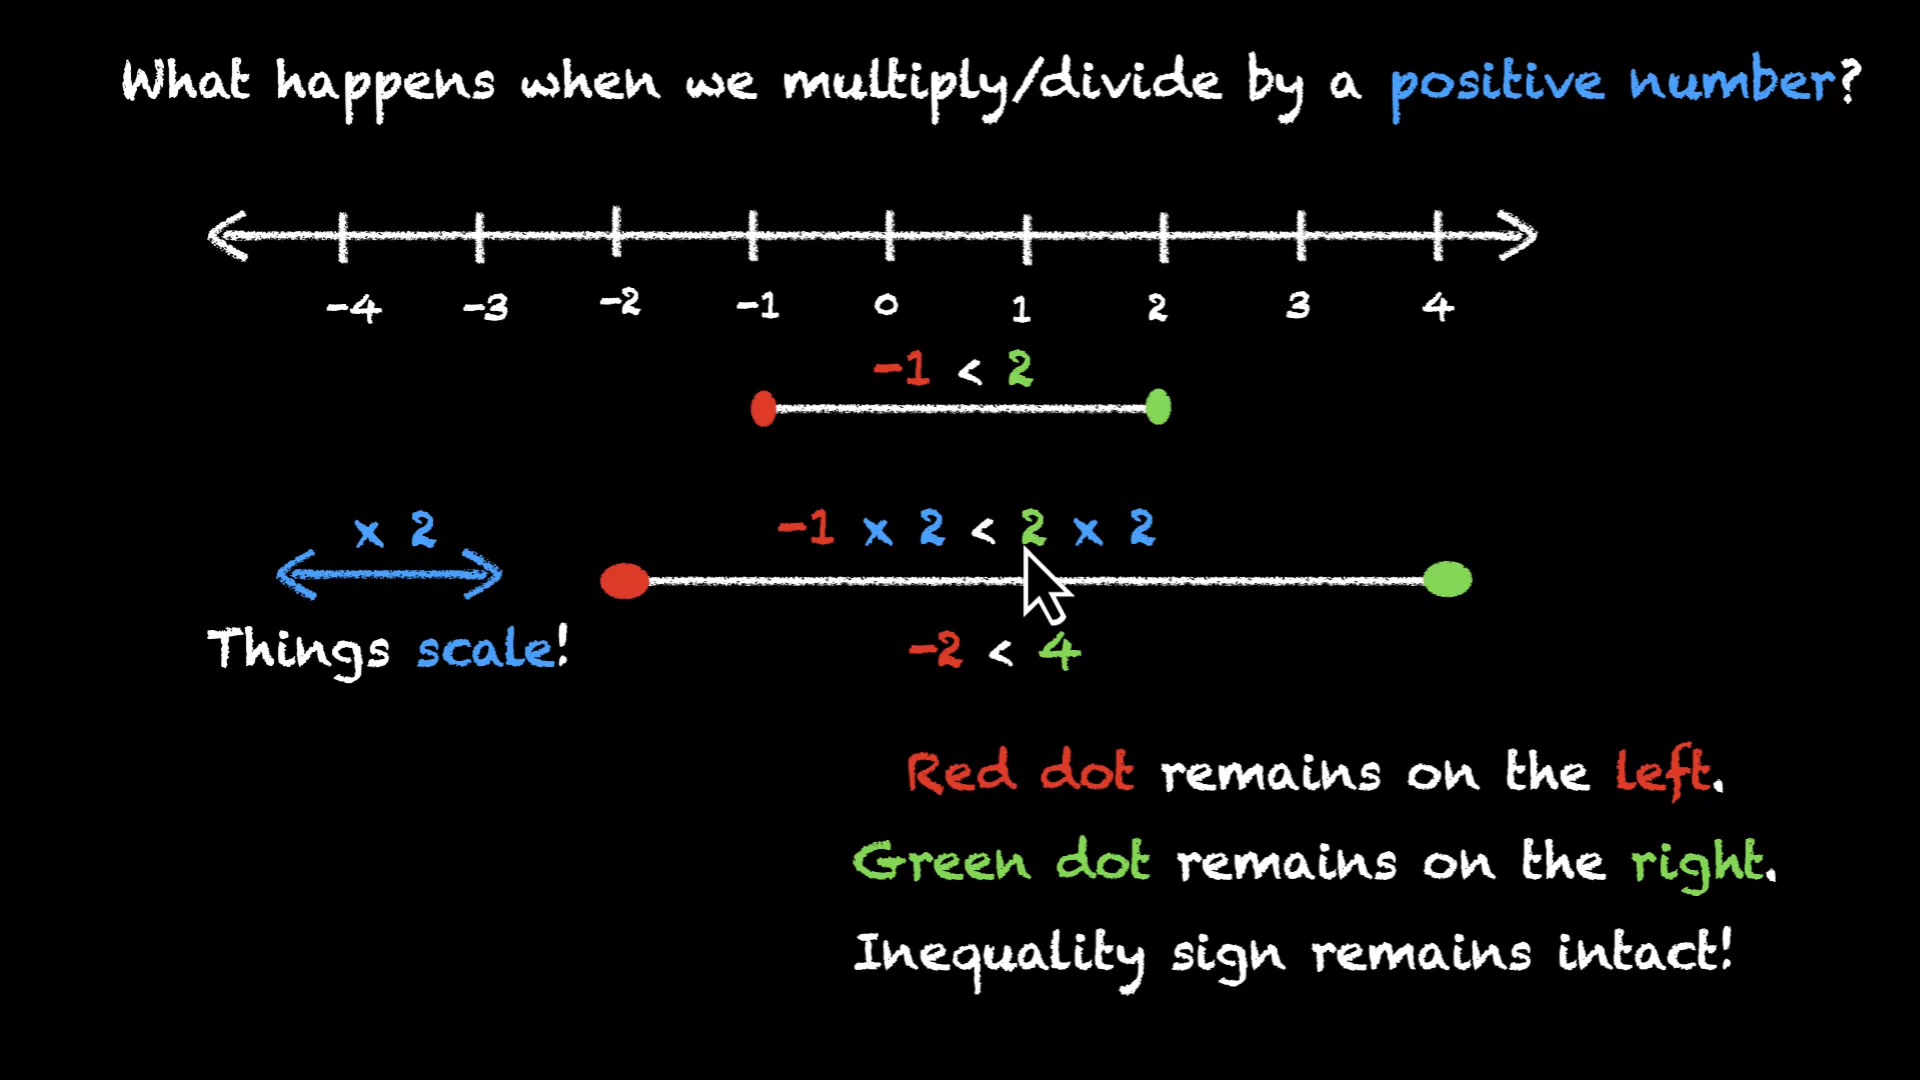 What happens when we multiply/divide by a positive number?
-4 -3 -2 -1 0 1 2 3 4
-1 < 2
x 2
-1 x 2 < 2 x 2
Things scale!
-2 < 4
Red dot remains on the left.
Green dot remains on the right.
Inequality sign remains intact!